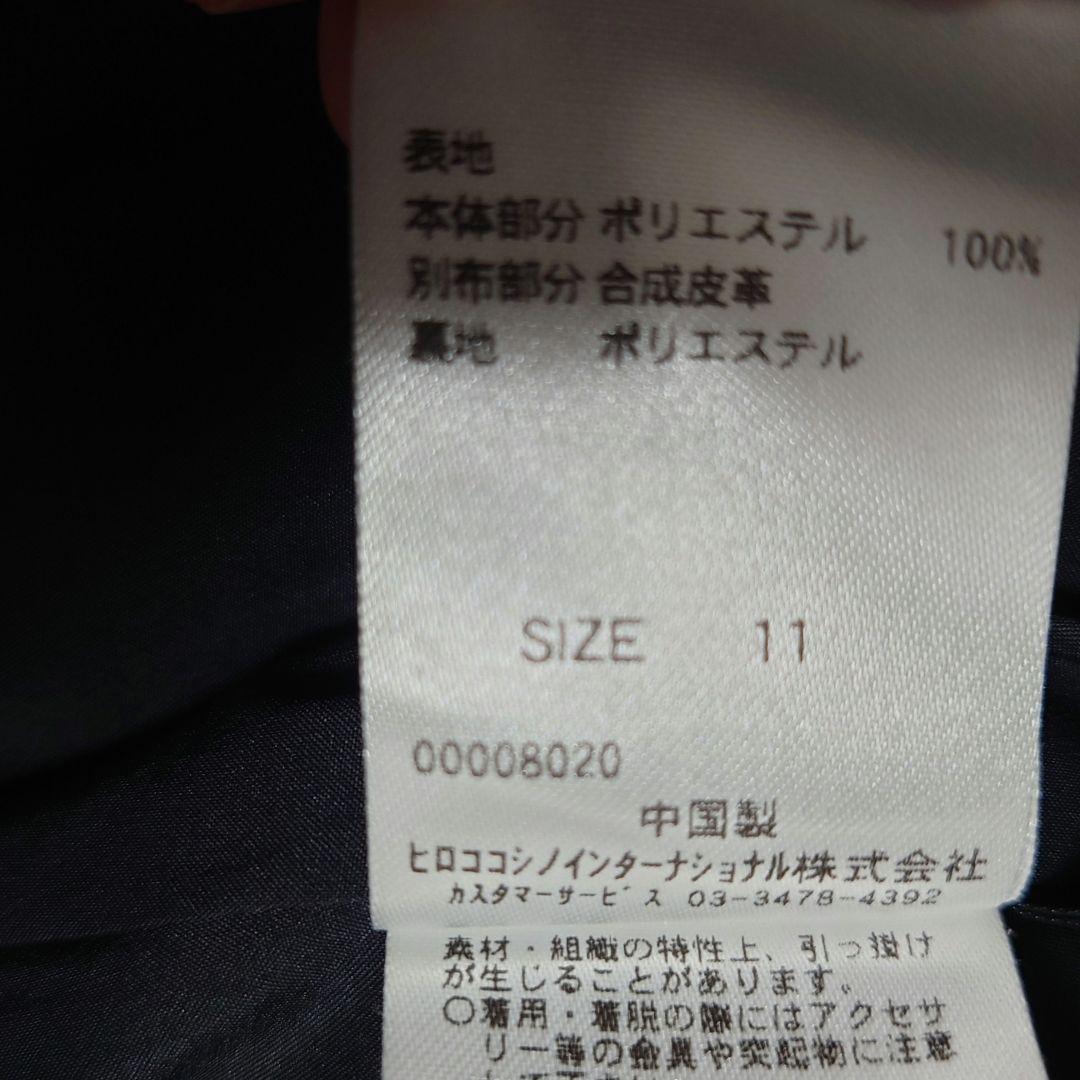 表地
本体部分 ポリエステル 100%
別布部分 合成皮革
裏地 ポリエステル
SIZE 11
00008020
中国製
ヒロココシノインターナショナル株式会社
カスタマーサービス 03-3478-4392
素材・組織の特性上、引っ掛け
が生じることがあります。
○着用・着脱の際にはアクセサ
リー等の金具や突起物に注意
して下さい